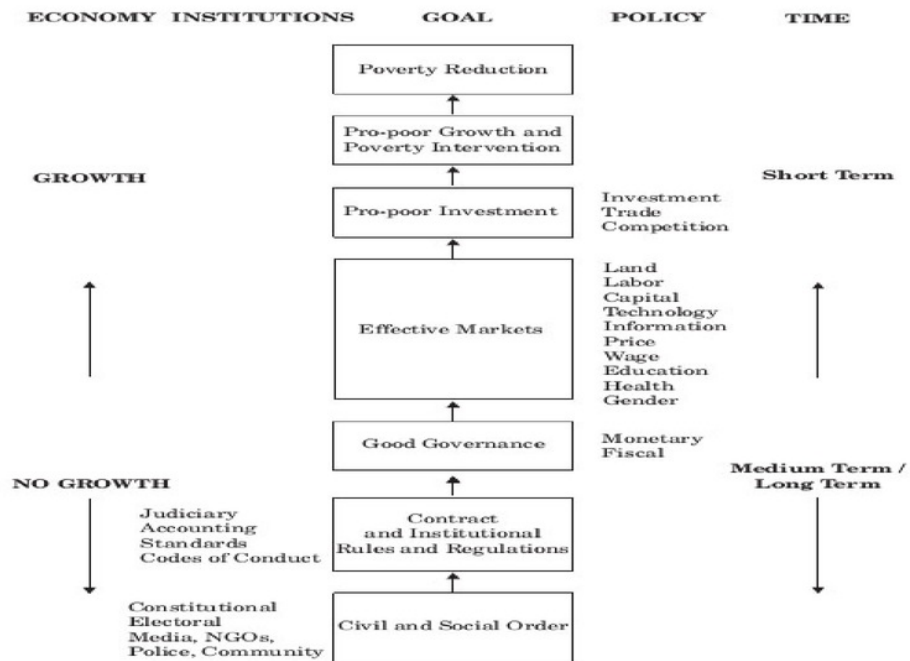 ECONOMY INSTITUTIONS GOAL POLICY TIME
Poverty Reduction
Pro-poor Growth and
Poverty Intervention
GROWTH
Short Term
Pro-poor Investment
Investment
Trade
Competition
Effective Markets
Land
Labor
Capital
Technology
Information
Price
Wage
Education
Health
Gender
Good Governance
Monetary
Fiscal
NO GROWTH
Medium Term /
Long Term
Judiciary
Accounting
Standards
Codes of Conduct
Contract
and Institutional
Rules and Regulations
Constitutional
Electoral
Media, NGOs,
Police, Community
Civil and Social Order